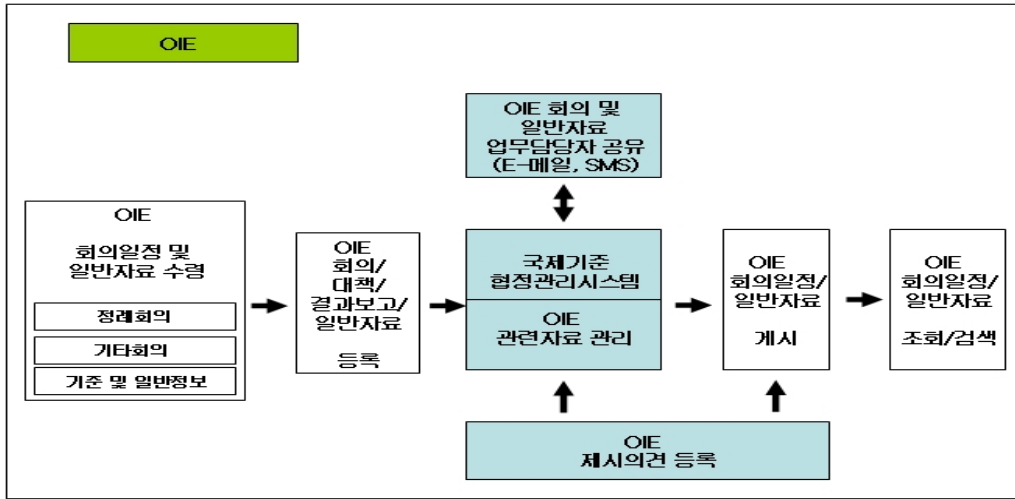 OIE
OIE 회의 및
일반자료
업무담당자 공유
(E-메일, SMS)
OIE
회의일정 및
일반자료 수령
정례회의
기타회의
기준 및 일반정보
OIE
회의/
대책/
결과보고/
일반자료
등록
국제기준
협정관리시스템
OIE
관련자료 관리
OIE
회의일정/
일반자료
게시
OIE
회의일정/
일반자료
조회/검색
OIE
제시의견 등록